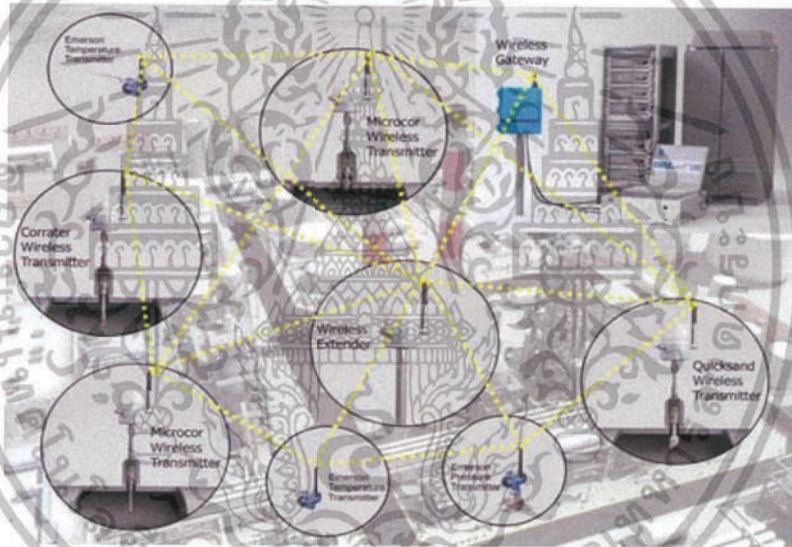 Emerson
Temperature
Transmitter
Wireless
Gateway
Microcor
Wireless
Transmitter
Corrater
Wireless
Transmitter
Wireless
Extender
Quicksand
Wireless
Transmitter
Microcor
Wireless
Transmitter
Emerson
Temperature
Transmitter
Emerson
Pressure
Transmitter